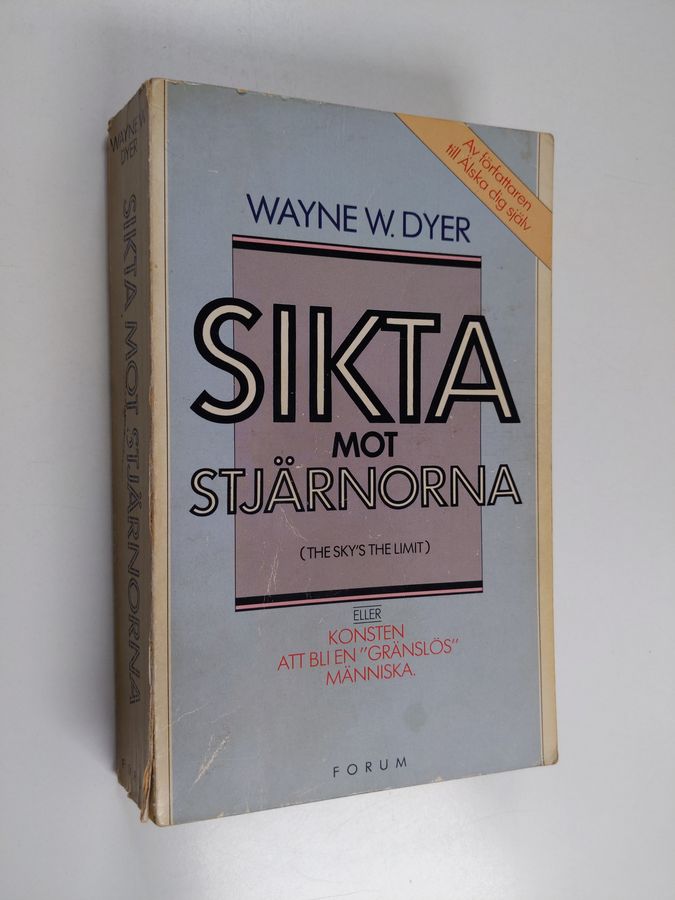 WAYNE W.
DYER
SIKTA MOT STJÄRNORNA
Av författaren
till Älska dig själv
WAYNE W. DYER
SIKTA
MOT
STJÄRNORNA
(THE SKY'S THE LIMIT)
ELLER
KONSTEN
ATT BLI EN "GRÄNSLÖS"
MÄNNISKA.
FORUM